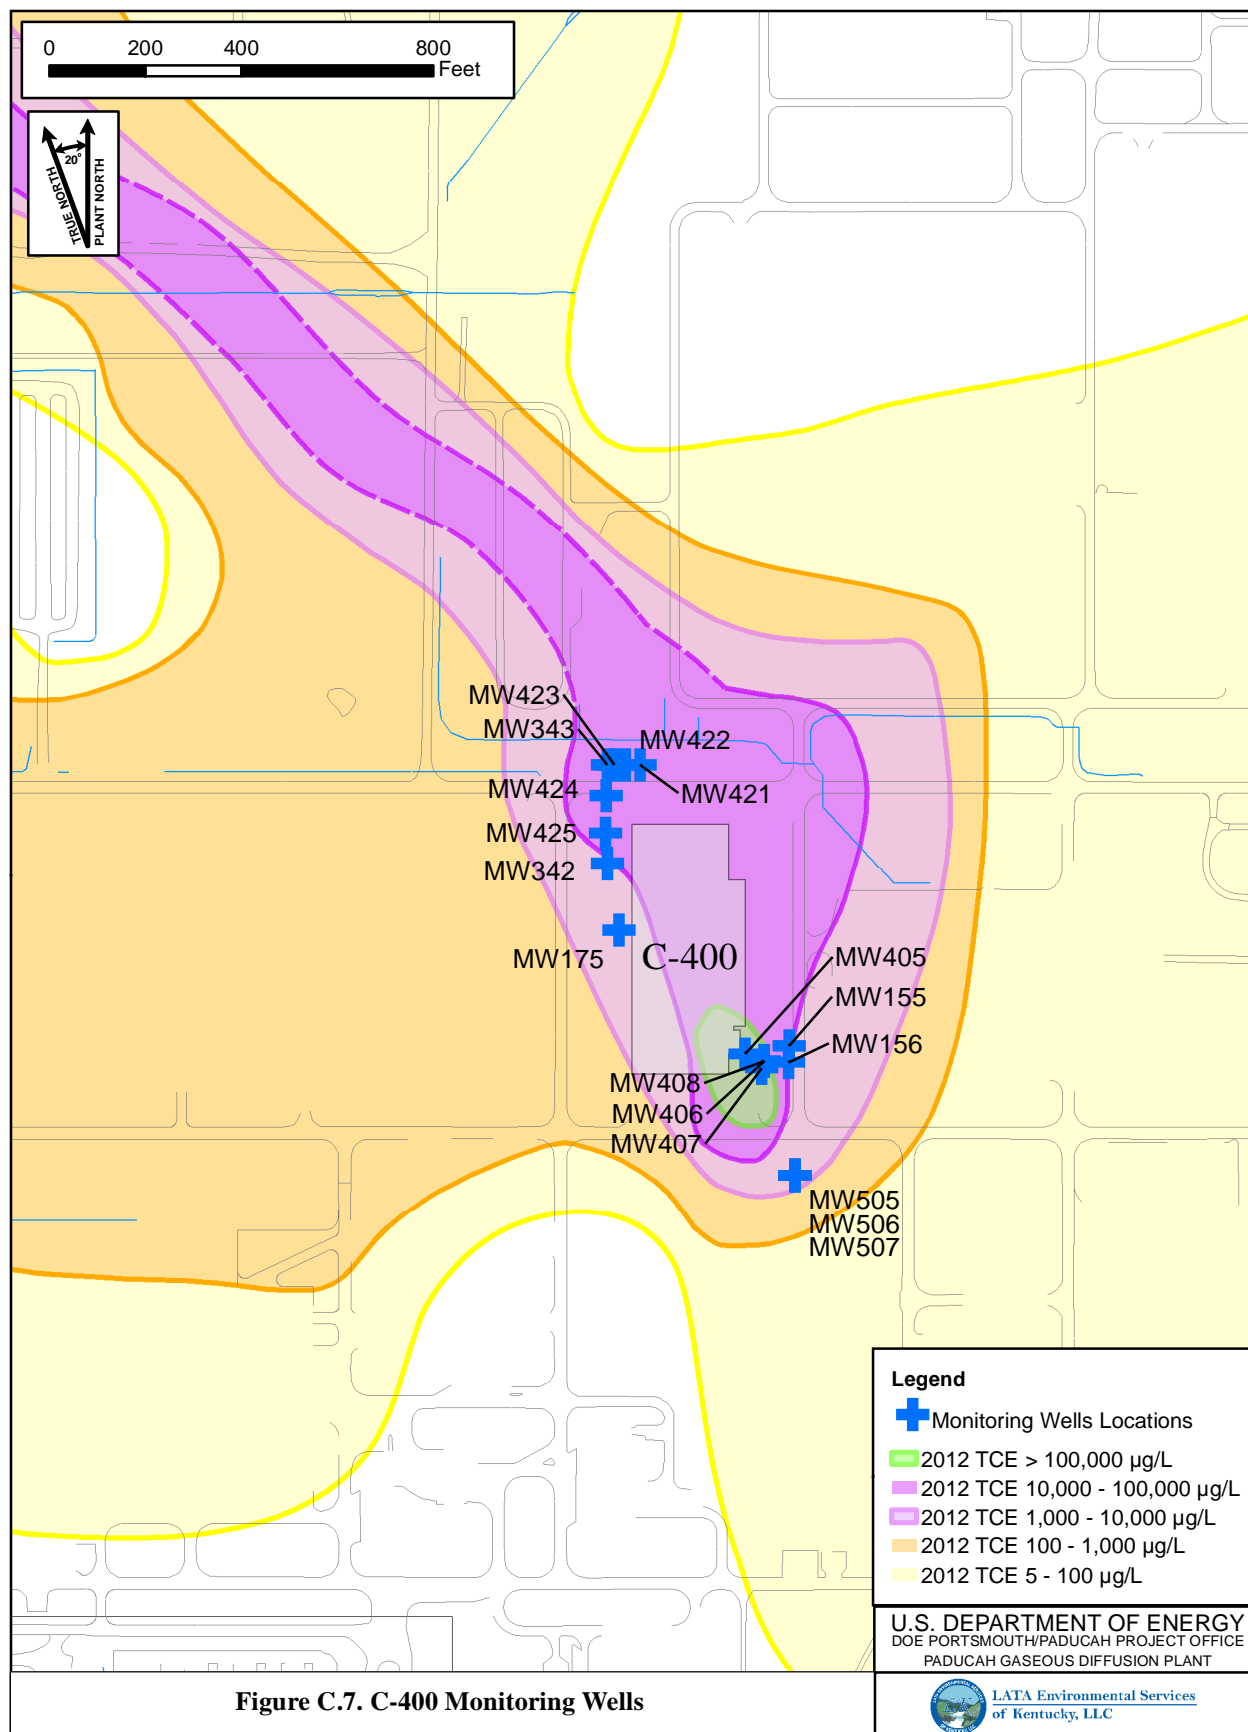 0 200 400 800
Feet
20°
TRUE NORTH
PLANT NORTH
MW423
MW343
MW422
MW424
MW421
MW425
MW342
MW175
C-400
MW405
MW155
MW156
MW408
MW406
MW407
MW505
MW506
MW507
Legend
Monitoring Wells Locations
2012 TCE > 100,000 µg/L
2012 TCE 10,000 - 100,000 µg/L
2012 TCE 1,000 - 10,000 µg/L
2012 TCE 100 - 1,000 µg/L
2012 TCE 5 - 100 µg/L
U.S. DEPARTMENT OF ENERGY
DOE PORTSMOUTH/PADUCAH PROJECT OFFICE
PADUCAH GASEOUS DIFFUSION PLANT
Figure C.7. C-400 Monitoring Wells
LATA Environmental Services
of Kentucky, LLC